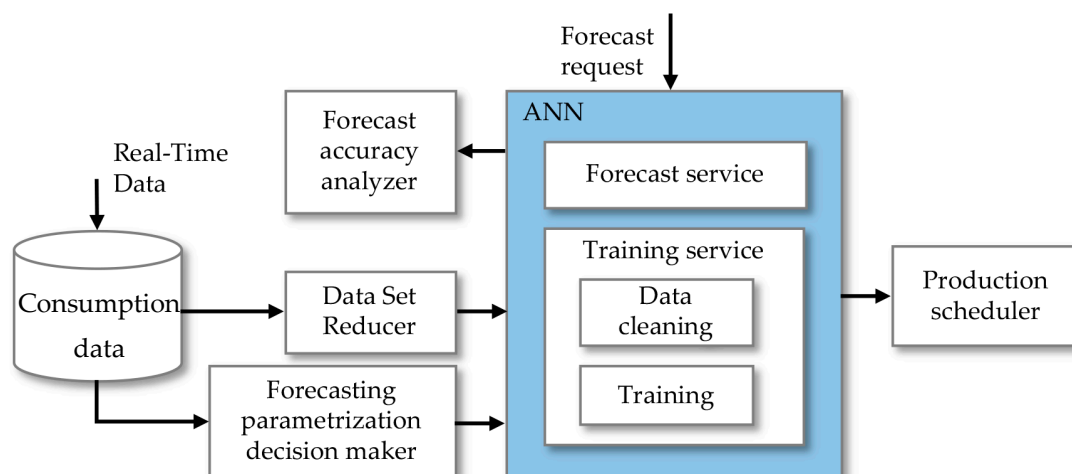 Forecast
request
ANN
Forecast
accuracy
analyzer
Real-Time
Data
Forecast service
Training service
Consumption
data
Data Set
Reducer
Data
cleaning
Production
scheduler
Training
Forecasting
parametrization
decision maker